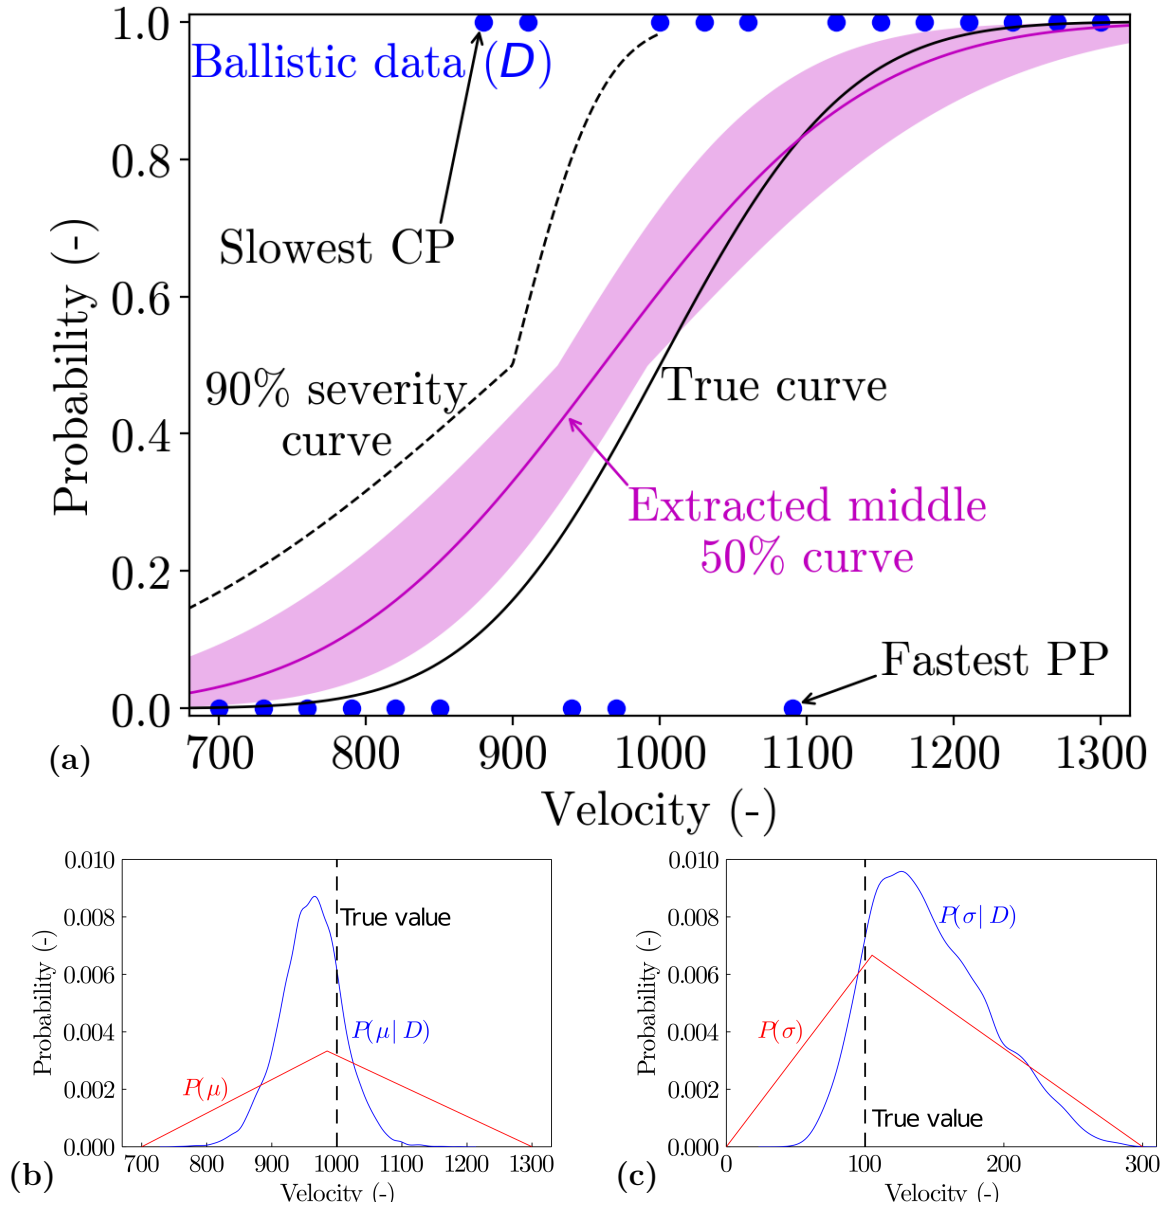 1.0
Ballistic data (D)
0.8
Slowest CP
0.6
90% severity
curve
True curve
0.4
Extracted middle
50% curve
0.2
Fastest PP
0.0
Probability (-)
700 800 900 1000 1100 1200 1300
Velocity (-)
(a)
0.010
0.008
0.006
0.004
0.002
0.000
Probability (-)
True value
P(μ| D)
P(μ)
700 800 900 1000 1100 1200 1300
Velocity (-)
(b)
0.010
0.008
0.006
0.004
0.002
0.000
Probability (-)
P(σ| D)
P(σ)
True value
0 100 200 300
Velocity (-)
(c)